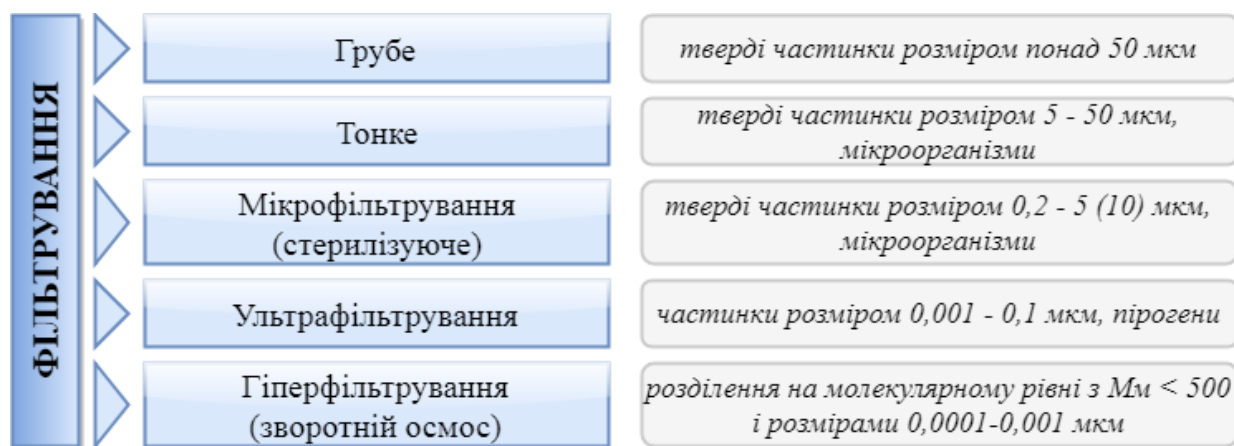 ФІЛЬТРУВАННЯ
Грубе
тверді частинки розміром понад 50 мкм
Тонке
тверді частинки розміром 5 - 50 мкм,
мікроорганізми
Мікрофільтрування
(стерилізуюче)
тверді частинки розміром 0,2 - 5 (10) мкм,
мікроорганізми
Ультрафільтрування
частинки розміром 0,001 - 0,1 мкм, пірогени
Гіперфільтрування
(зворотній осмос)
розділення на молекулярному рівні з Мм < 500
і розмірами 0,0001-0,001 мкм